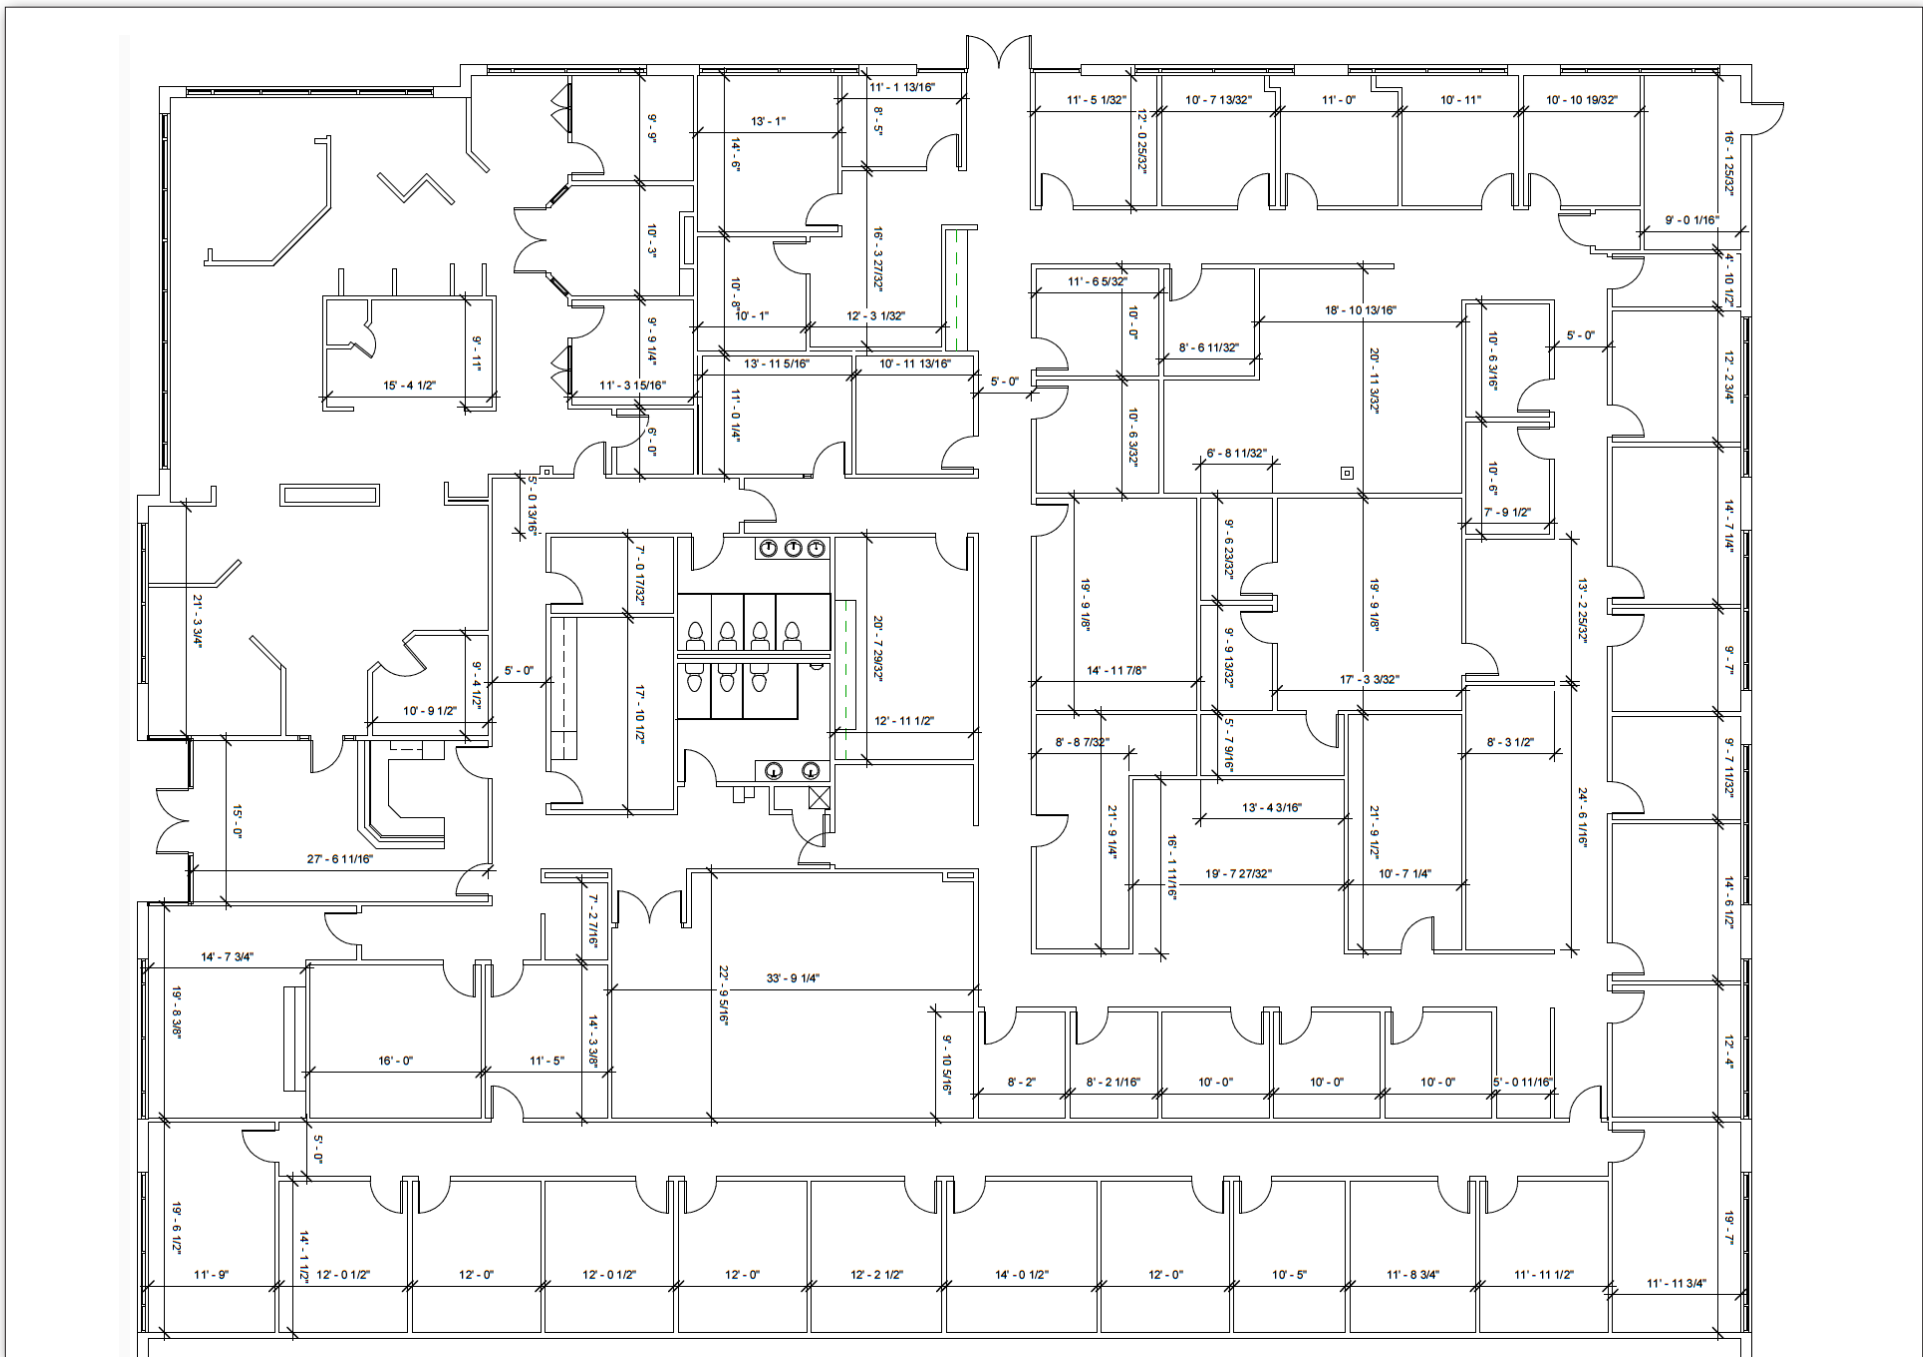 11' - 1 13/16"
8' - 5"
13' - 1"
14' - 6"
9' - 9"
11' - 5 1/32"
12' - 0 25/32"
10' - 7 13/32"
11' - 0"
10' - 11"
10' - 10 19/32"
16' - 1 25/32"
9' - 0 1/16"
10' - 3"
16' - 3 27/32"
4' - 10 1/2"
11' - 6 5/32"
10' - 8"
10' - 1"
12' - 3 1/32"
10' - 0"
8' - 6 11/32"
18' - 10 13/16"
20' - 11 3/32"
10' - 6 3/16"
5' - 0"
12' - 2 3/4"
9' - 11"
15' - 4 1/2"
9' - 9 1/4"
11' - 3 15/16"
13' - 11 5/16"
10' - 11 13/16"
5' - 0"
11' - 0 1/4"
6' - 0"
10' - 6 3/32"
6' - 8 11/32"
10' - 6"
7' - 9 1/2"
14' - 7 1/4"
5' - 0 13/16"
7' - 0 17/32"
9' - 6 23/32"
19' - 9 1/8"
19' - 9 1/8"
13' - 2 25/32"
21' - 3 3/4"
20' - 7 29/32"
9' - 9 13/32"
9' - 7"
9' - 4 1/2"
5' - 0"
14' - 11 7/8"
17' - 3 3/32"
10' - 9 1/2"
17' - 10 1/2"
12' - 11 1/2"
8' - 8 7/32"
5' - 7 9/16"
8' - 3 1/2"
9' - 7 11/32"
15' - 0"
13' - 4 3/16"
21' - 9 1/4"
21' - 9 1/2"
24' - 6 1/16"
27' - 6 11/16"
16' - 1 11/16"
19' - 7 27/32"
10' - 7 1/4"
14' - 6 1/2"
7' - 2 7/16"
14' - 7 3/4"
33' - 9 1/4"
22' - 9 5/16"
19' - 8 3/8"
14' - 3 3/8"
16' - 0"
11' - 5"
9' - 10 5/16"
8' - 2"
8' - 2 1/16"
10' - 0"
10' - 0"
10' - 0"
5' - 0 11/16"
12' - 4"
5' - 0"
19' - 6 1/2"
14' - 1 1/2"
19' - 7"
11' - 9"
12' - 0 1/2"
12' - 0"
12' - 0 1/2"
12' - 0"
12' - 2 1/2"
14' - 0 1/2"
12' - 0"
10' - 5"
11' - 8 3/4"
11' - 11 1/2"
11' - 11 3/4"